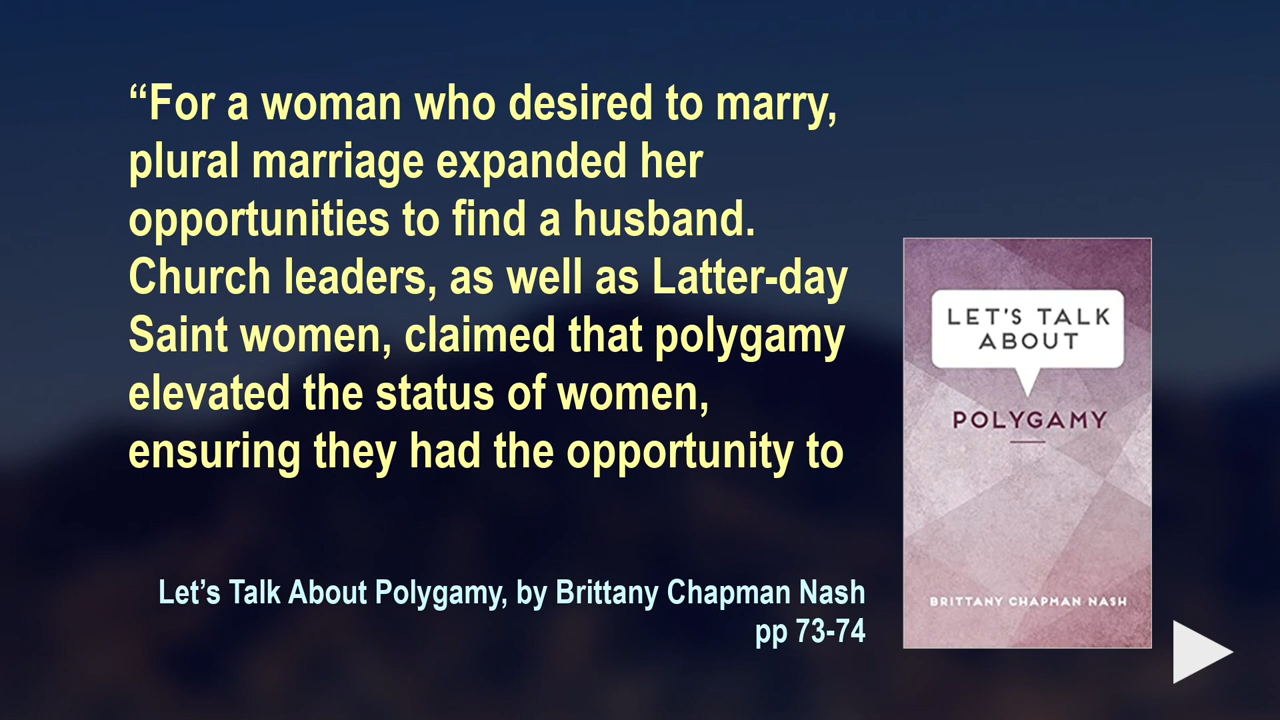 “For a woman who desired to marry,
plural marriage expanded her
opportunities to find a husband.
Church leaders, as well as Latter-day
Saint women, claimed that polygamy
elevated the status of women,
ensuring they had the opportunity to
Let’s Talk About Polygamy, by Brittany Chapman Nash
pp 73-74
LET'S TALK
ABOUT
POLYGAMY
BRITTANY CHAPMAN NASH